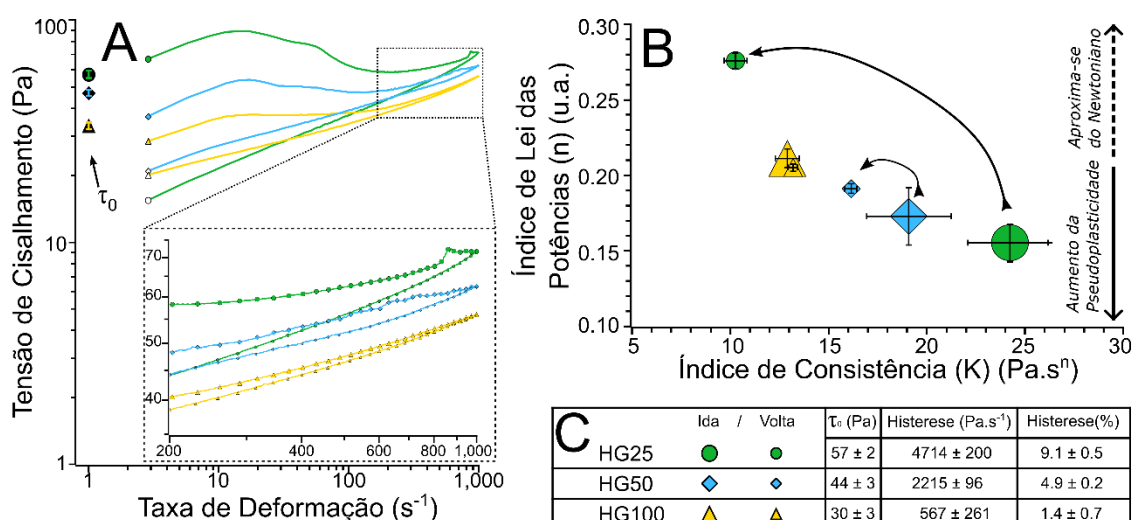 A
Tensão de Cisalhamento (Pa)
100
10
1
τ₀
70
60
50
40
200
400
600
800
1,000
1
10
100
1,000
Taxa de Deformação (s⁻¹)
B
Índice de Lei das
Potências (n) (u.a.)
0.30
0.25
0.20
0.15
0.10
5
10
15
20
25
30
Índice de Consistência (K) (Pa.sⁿ)
Aproxima-se
do Newtoniano
Aumento da
Pseudoplasticidade
C
Ida / Volta τ₀ (Pa) Histerese (Pa.s⁻¹) Histerese(%)
HG25 57 ± 2 4714 ± 200 9.1 ± 0.5
HG50 44 ± 3 2215 ± 96 4.9 ± 0.2
HG100 30 ± 3 567 ± 261 1.4 ± 0.7